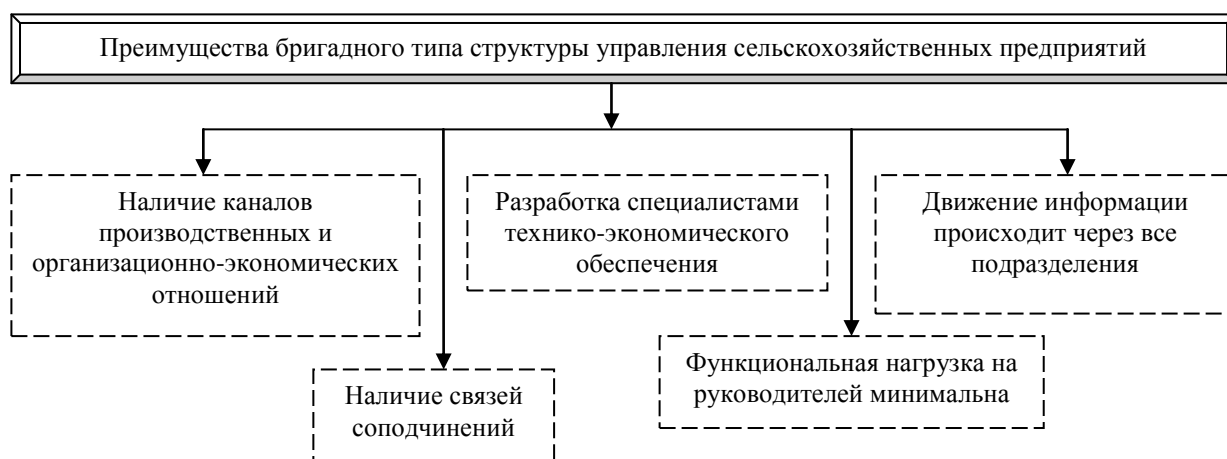 Преимущества бригадного типа структуры управления сельскохозяйственных предприятий
Наличие каналов
производственных и
организационно-экономических
отношений
Разработка специалистами
технико-экономического
обеспечения
Движение информации
происходит через все
подразделения
Наличие связей
соподчинений
Функциональная нагрузка на
руководителей минимальна